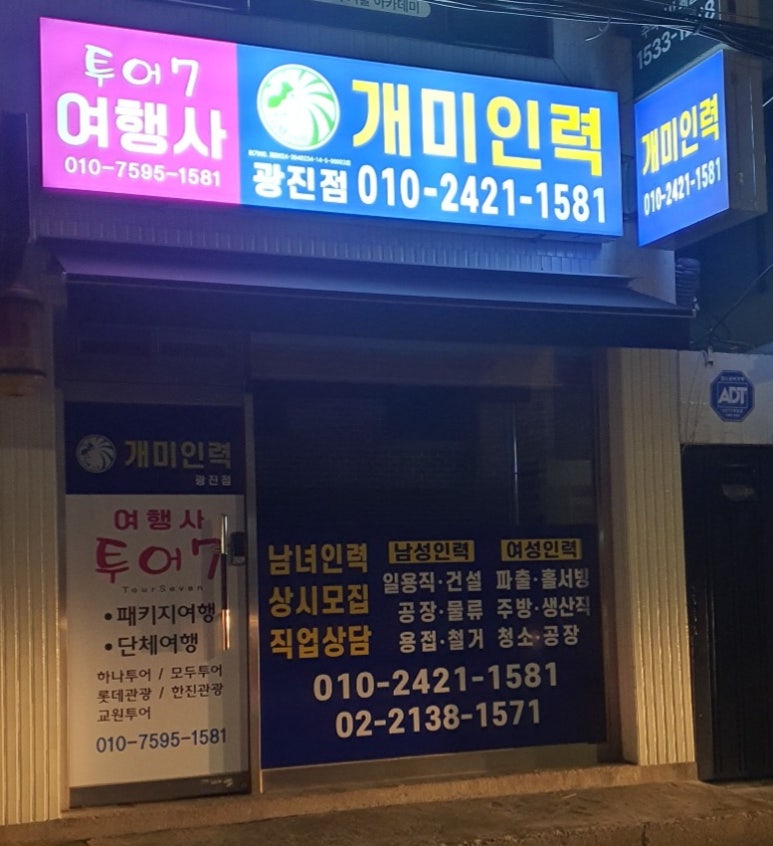 아카데미
1533-
투어7
여행사
010-7595-1581
개미인력
광진점 010-2421-1581
개미인력
010-2421-1581
ADT
개미인력
광진점
여행사
투어7
TourSeven
•패키지여행
•단체여행
하나투어 / 모두투어
롯데관광 / 한진관광
교원투어
010-7595-1581
남녀인력
상시모집
직업상담
남성인력
일용직·건설
공장·물류
용접·철거
여성인력
파출·홀서빙
주방·생산직
청소·공장
010-2421-1581
02-2138-1571